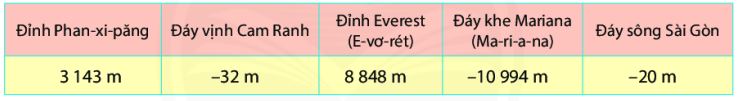 Đỉnh Phan-xi-păng
Đáy vịnh Cam Ranh
Đỉnh Everest
(E-vơ-rét)
Đáy khe Mariana
(Ma-ri-a-na)
Đáy sông Sài Gòn
3 143 m
–32 m
8 848 m
–10 994 m
–20 m